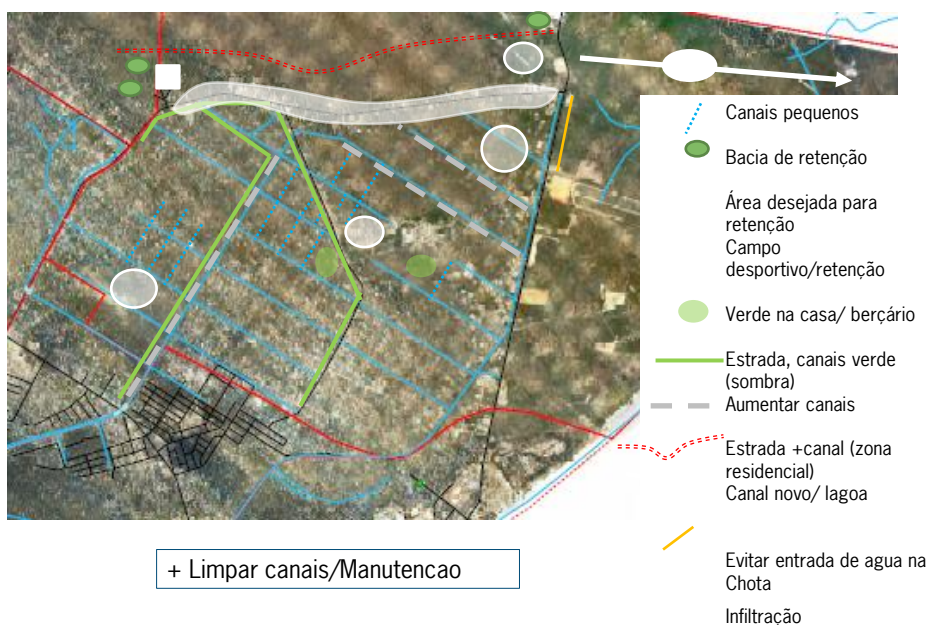 Canais pequenos
Bacia de retenção
Área desejada para
retenção
Campo
desportivo/retenção
Verde na casa/ berçário
Estrada, canais verde
(sombra)
Aumentar canais
Estrada +canal (zona
residencial)
Canal novo/ lagoa
Evitar entrada de agua na
Chota
Infiltração
+ Limpar canais/Manutencao